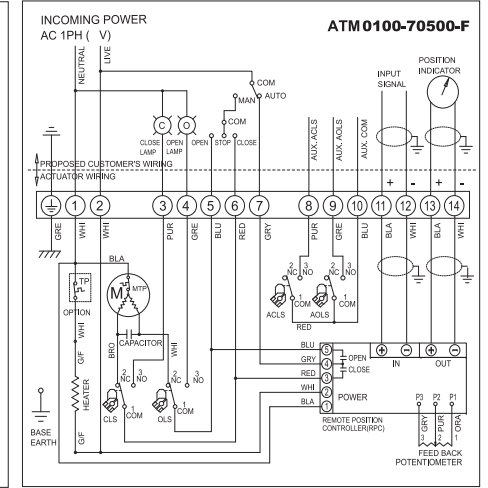 INCOMING POWER
AC 1PH ( V)
ATM0100-70500-F
NEUTRAL
LIVE
COM
MAN AUTO
INPUT
SIGNAL
POSITION
INDICATOR
COM
C O
CLOSE LAMP
OPEN LAMP
OPEN STOP CLOSE
AUX. ACLS
AUX. AOLS
AUX. COM
PROPOSED CUSTOMER'S WIRING
ACTUATOR WIRING
+ - + -
1 2 3 4 5 6 7 8 9 10 11 12 13 14
GRE WHI WHI PUR GRE BLU RED GRY PUR GRE BLU BLA WHI BLA WHI
BLA
TP
OPTION
M MTP
2 3
NC NO
1
COM
ACLS
2 3
NC NO
1
COM
AOLS
RED
WHI
G/F
BRO
CAPACITOR
WHI
HEATER
G/F
2 3
NC NO
1
COM
CLS
2 3
NC NO
1
COM
OLS
BASE
EARTH
BLU 5
GRY 4
RED 3
WHI 2
BLA 1
OPEN
CLOSE
POWER
+ - + -
IN OUT
P3 P2 P1
REMOTE POSITION
CONTROLLER(RPC)
GRY PUR ORA
3 2 1
FEED BACK
POTENTIOMETER